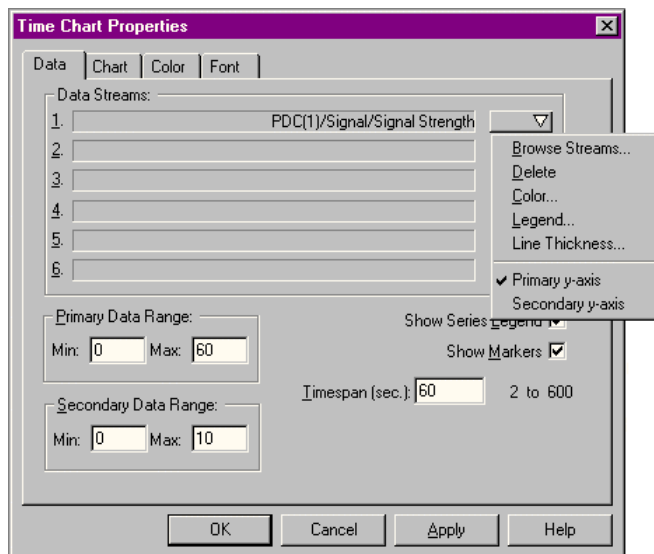 Time Chart Properties
Data Chart Color Font
Data Streams:
1. PDC(1)/Signal/Signal Strength
2.
3.
4.
5.
6.
Browse Streams...
Delete
Color...
Legend...
Line Thickness...
Primary y-axis
Secondary y-axis
Primary Data Range:
Min: 0 Max: 60
Show Series Legend
Show Markers
Timespan (sec.): 60 2 to 600
Secondary Data Range:
Min: 0 Max: 10
OK Cancel Apply Help